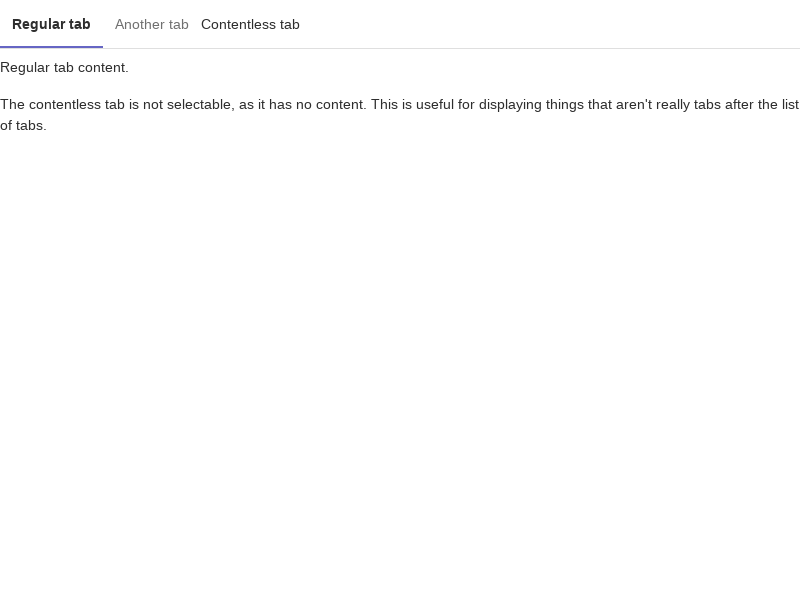 Regular tab Another tab Contentless tab
Regular tab content.
The contentless tab is not selectable, as it has no content. This is useful for displaying things that aren't really tabs after the list
of tabs.